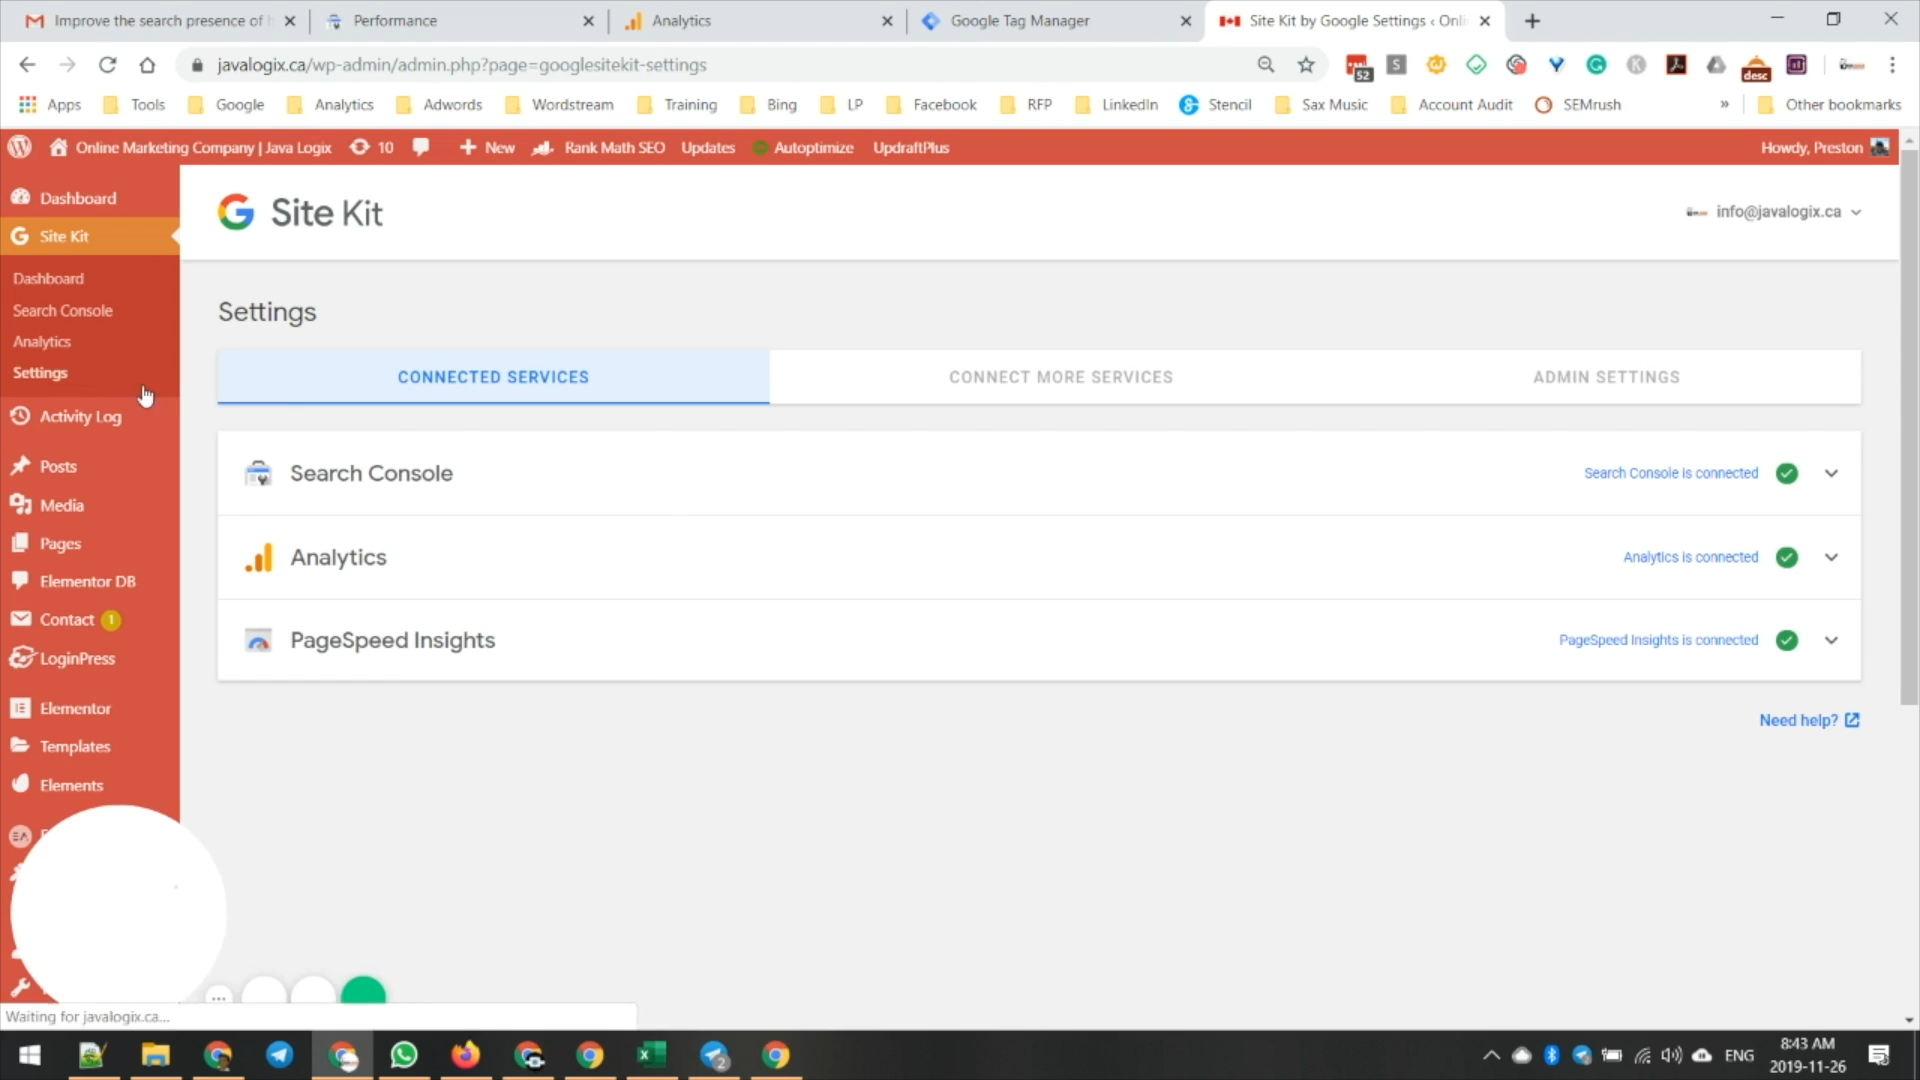 Improve the search presence of
Performance
Analytics
Google Tag Manager
Site Kit by Google Settings ‹ Onli
javalogix.ca/wp-admin/admin.php?page=googlesitekit-settings
52
S
K
desc
Apps
Tools
Google
Analytics
Adwords
Wordstream
Training
Bing
LP
Facebook
RFP
LinkedIn
Stencil
Sax Music
Account Audit
SEMrush
»
Other bookmarks
Online Marketing Company | Java Logix
10
New
Rank Math SEO
Updates
Autoptimize
UpdraftPlus
Howdy, Preston
Dashboard
Site Kit
Dashboard
Search Console
Analytics
Settings
Activity Log
Posts
Media
Pages
Elementor DB
Contact 1
LoginPress
Elementor
Templates
Elements
Site Kit
info@javalogix.ca
Settings
CONNECTED SERVICES
CONNECT MORE SERVICES
ADMIN SETTINGS
Search Console
Search Console is connected
Analytics
Analytics is connected
PageSpeed Insights
PageSpeed Insights is connected
Need help?
Waiting for javalogix.ca...
2
ENG
8:43 AM
2019-11-26